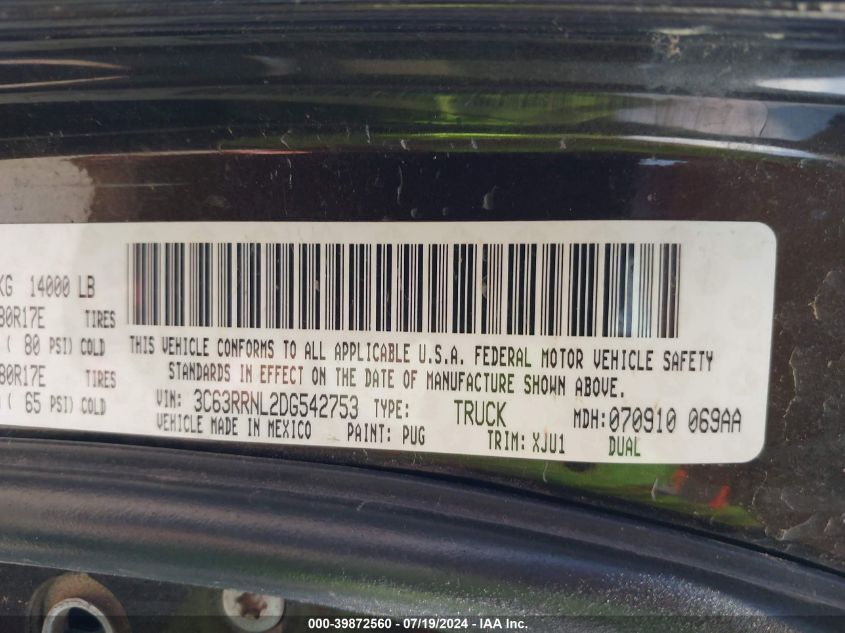 KG 14000 LB
80R17E TIRES
( 80 PSI) COLD
80R17E TIRES
( 65 PSI) COLD
THIS VEHICLE CONFORMS TO ALL APPLICABLE U.S.A. FEDERAL MOTOR VEHICLE SAFETY
STANDARDS IN EFFECT ON THE DATE OF MANUFACTURE SHOWN ABOVE.
VIN: 3C63RRNL2DG542753 TYPE: TRUCK MDH:070910 069AA
VEHICLE MADE IN MEXICO PAINT: PUG TRIM: XJU1 DUAL
000-39872560 - 07/19/2024 - IAA Inc.